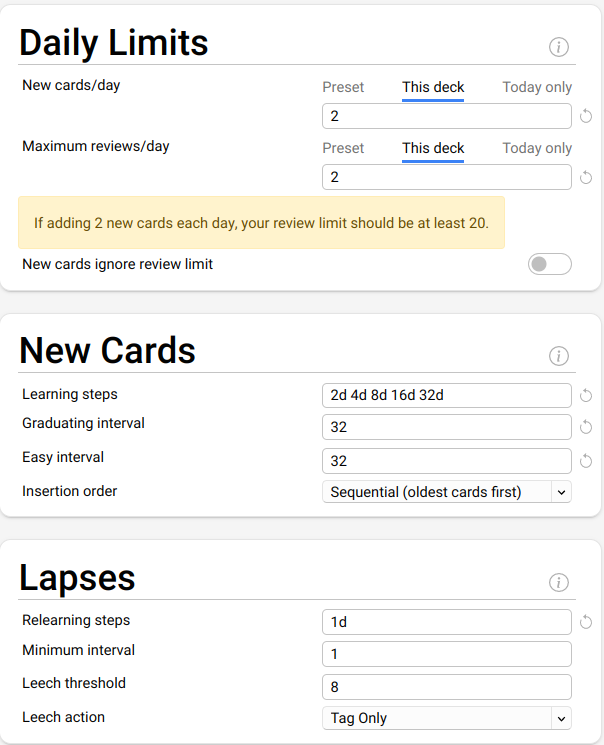 Daily Limits
New cards/day
Preset This deck Today only
2
Maximum reviews/day
Preset This deck Today only
2
If adding 2 new cards each day, your review limit should be at least 20.
New cards ignore review limit
New Cards
Learning steps 2d 4d 8d 16d 32d
Graduating interval 32
Easy interval 32
Insertion order Sequential (oldest cards first)
Lapses
Relearning steps 1d
Minimum interval 1
Leech threshold 8
Leech action Tag Only